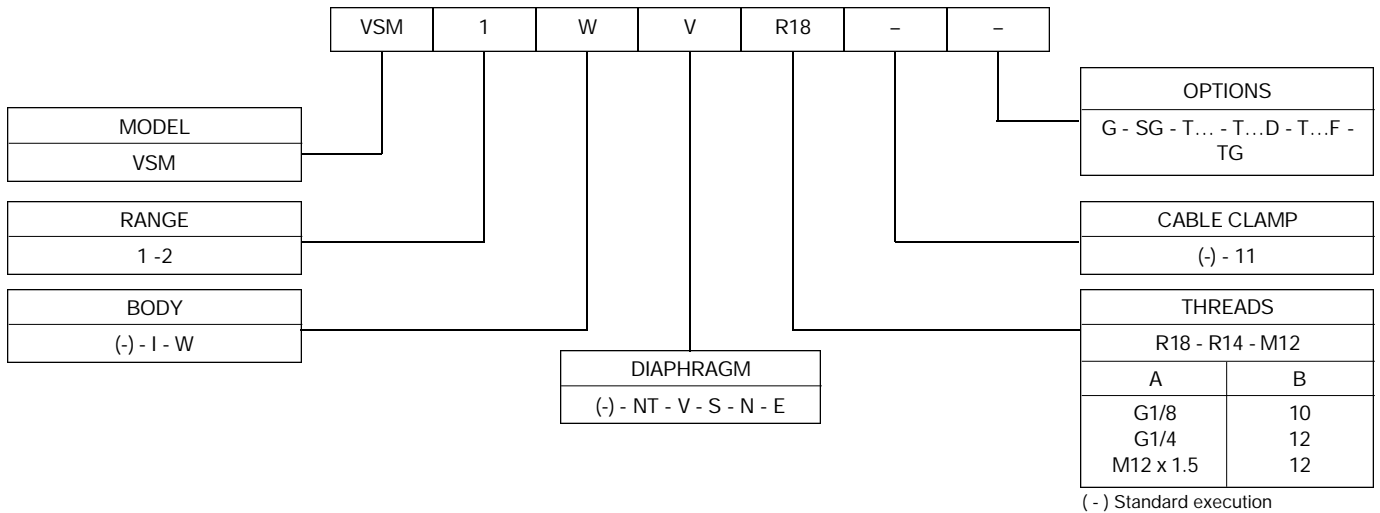 VSM 1 W V R18 – –
MODEL
VSM
RANGE
1 -2
BODY
(-) - I - W
DIAPHRAGM
(-) - NT - V - S - N - E
OPTIONS
G - SG - T… - T…D - T…F -
TG
CABLE CLAMP
(-) - 11
THREADS
R18 - R14 - M12
A B
G1/8 10
G1/4 12
M12 x 1.5 12
( - ) Standard execution